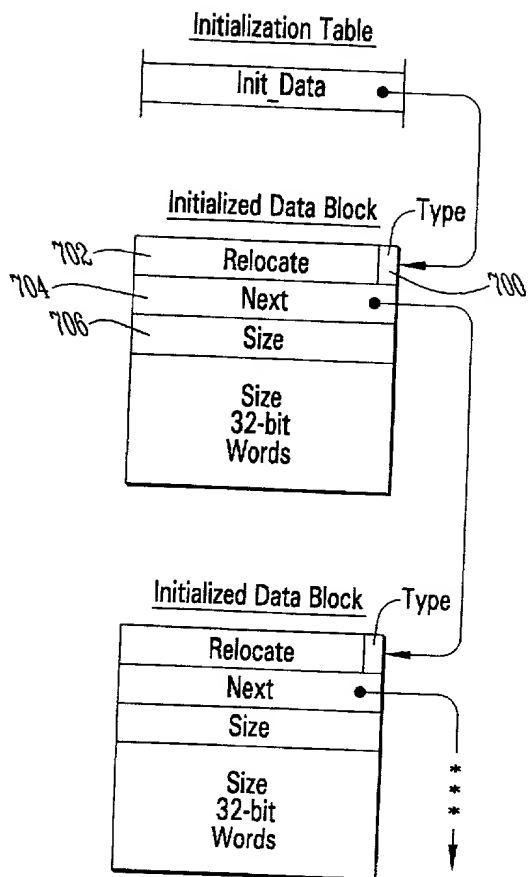 Initialization Table
Init_Data
Initialized Data Block
Type
702
Relocate
700
704
Next
706
Size
Size
32-bit
Words
Initialized Data Block
Type
Relocate
Next
Size
Size
32-bit
Words
* * *